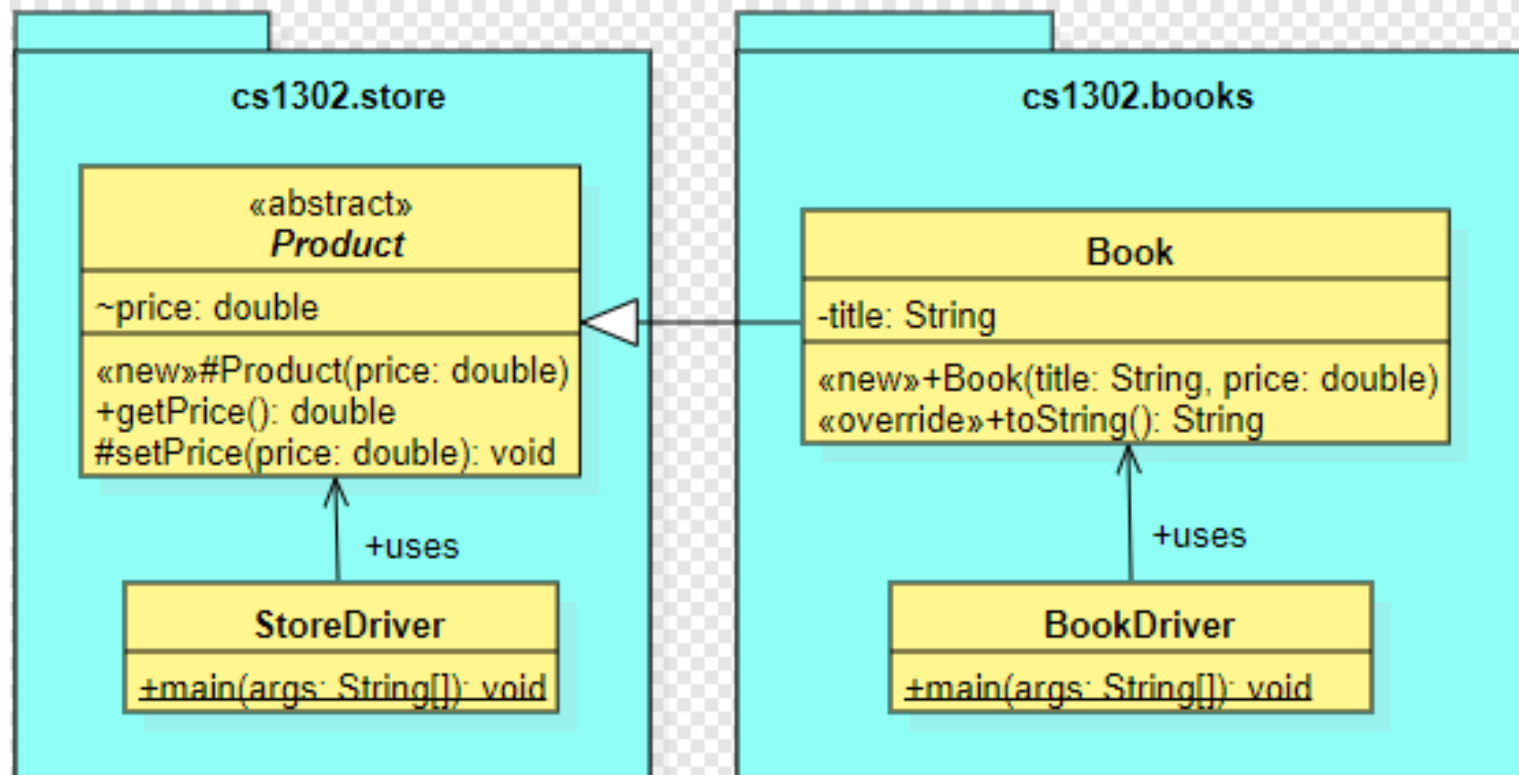 cs1302.store
«abstract»
Product
~price: double
«new»#Product(price: double)
+getPrice(): double
#setPrice(price: double): void
+uses
StoreDriver
+main(args: String[]): void
cs1302.books
Book
-title: String
«new»+Book(title: String, price: double)
«override»+toString(): String
+uses
BookDriver
+main(args: String[]): void